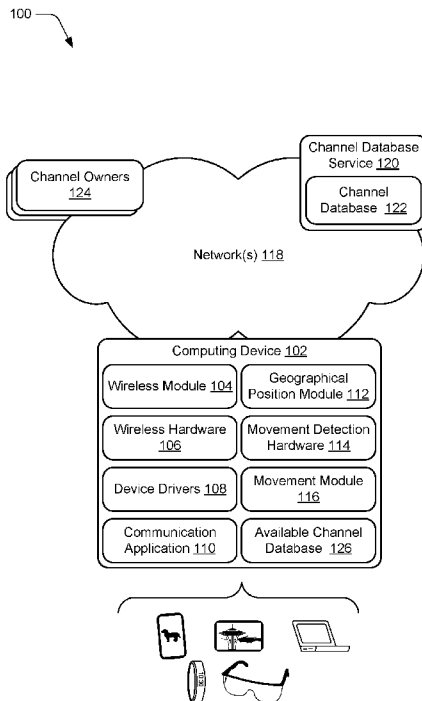 100
Channel Database
Service 120
Channel
Database 122
Channel Owners
124
Network(s) 118
Computing Device 102
Wireless Module 104
Geographical
Position Module 112
Wireless Hardware
106
Movement Detection
Hardware 114
Device Drivers 108
Movement Module
116
Communication
Application 110
Available Channel
Database 126